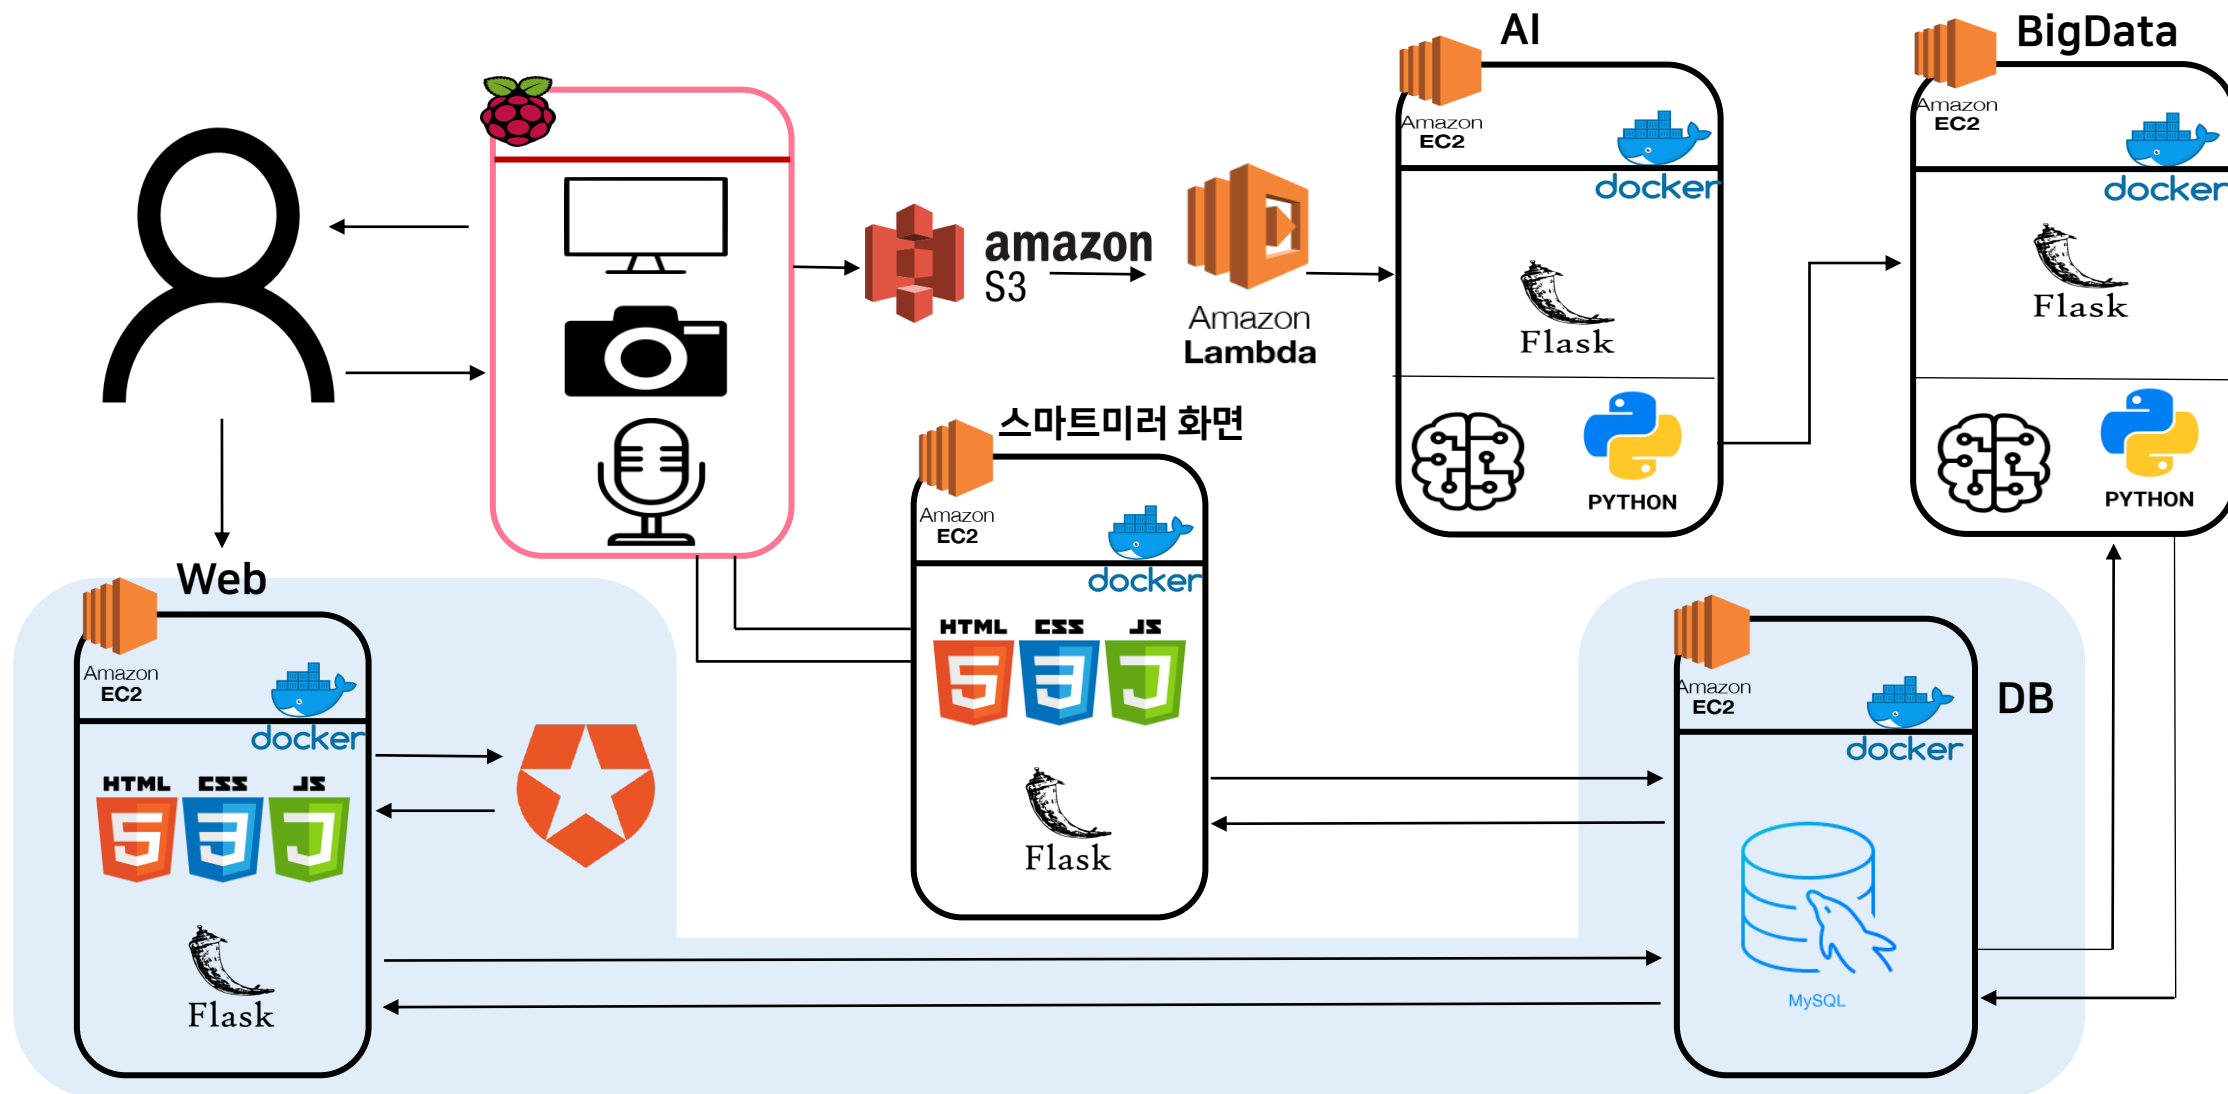 AI
BigData
Amazon
EC2
docker
Flask
PYTHON
Amazon
EC2
docker
Flask
PYTHON
amazon
S3
Amazon
Lambda
스마트미러 화면
Amazon
EC2
docker
HTML CSS JS
Flask
Web
Amazon
EC2
docker
HTML CSS JS
Flask
DB
Amazon
EC2
docker
MySQL